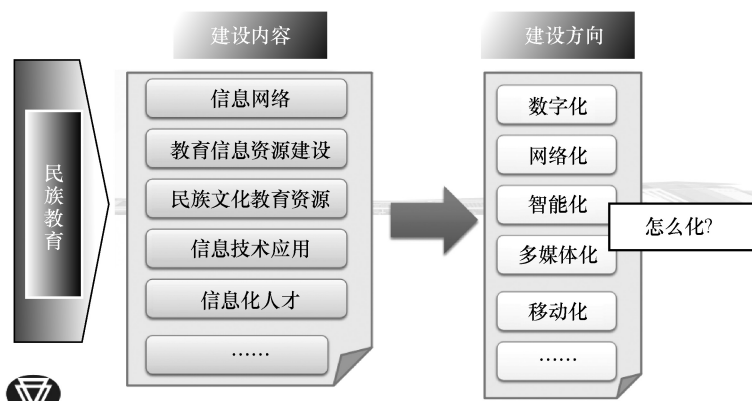 建设内容
建设方向
民族教育
信息网络
教育信息资源建设
民族文化教育资源
信息技术应用
信息化人才
……
数字化
网络化
智能化
多媒体化
移动化
……
怎么化?